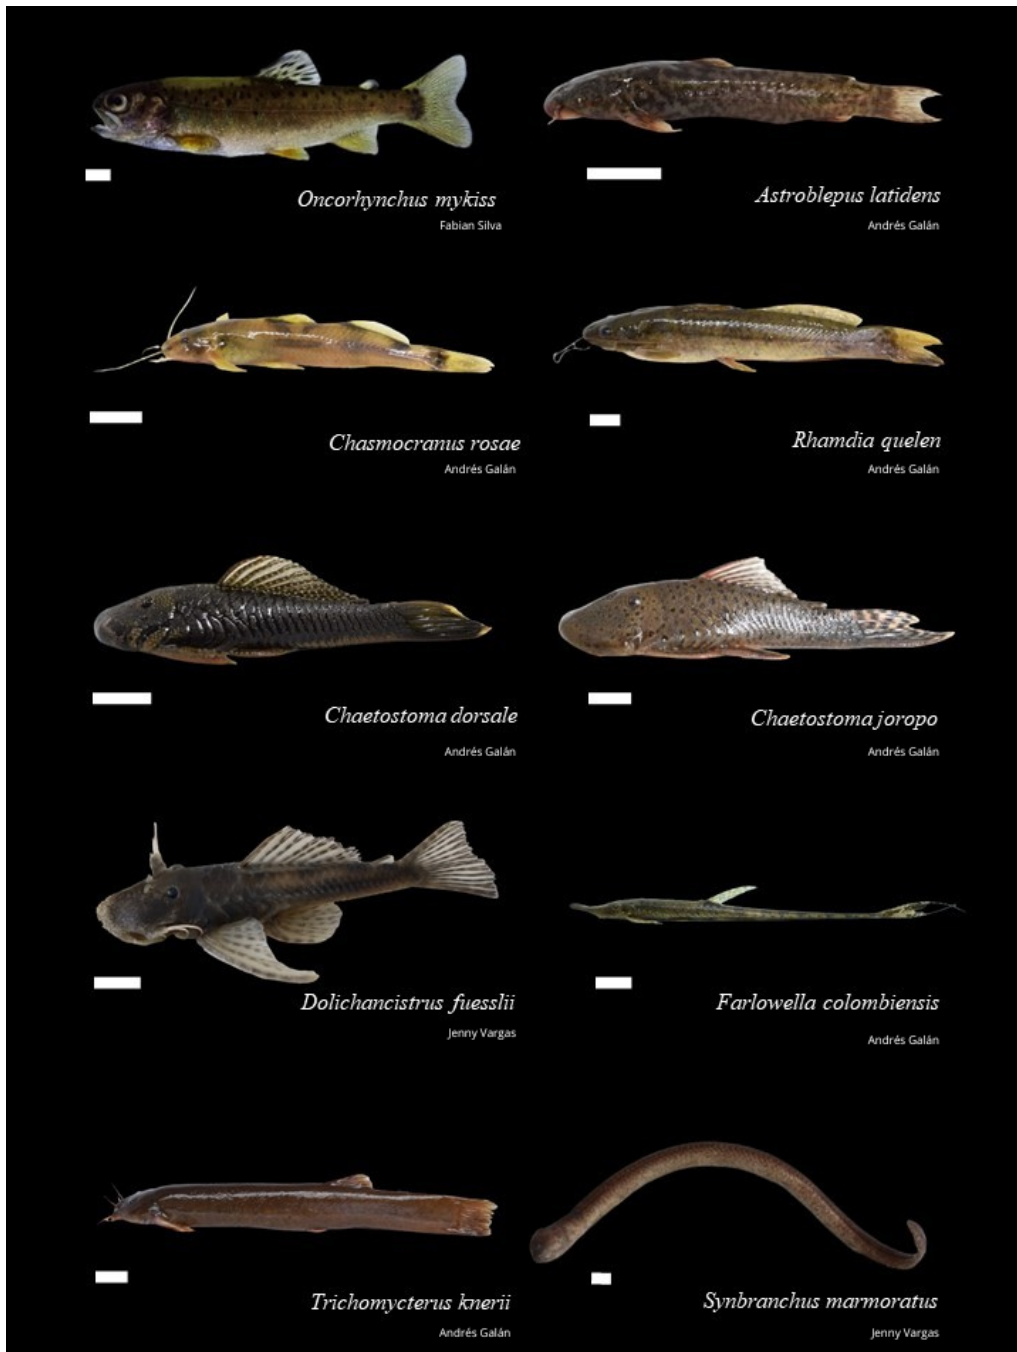 Oncorhynchus mykiss
Fabian Silva
Astroblepus latidens
Andrés Galán
Chasmocranus rosae
Andrés Galán
Rhamdia quelen
Andrés Galán
Chaetostoma dorsale
Andrés Galán
Chaetostoma joropo
Andrés Galán
Dolichancistrus fuesslii
Jenny Vargas
Farlowella colombiensis
Andrés Galán
Trichomycterus knerii
Andrés Galán
Synbranchus marmoratus
Jenny Vargas